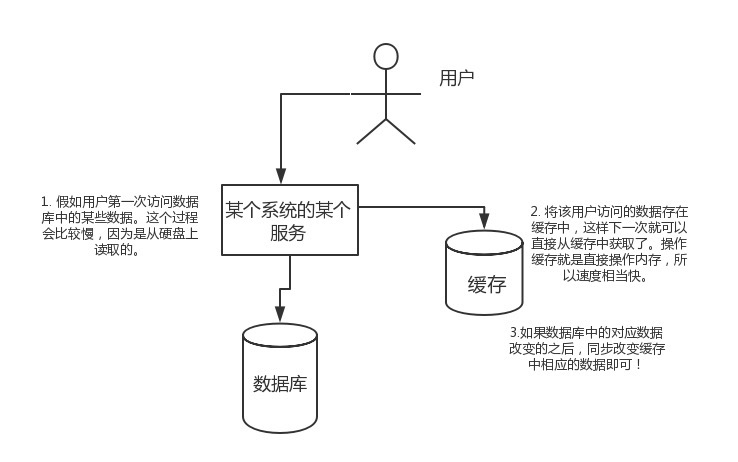 用户
1. 假如用户第一次访问数据
库中的某些数据。这个过程
会比较慢，因为是从硬盘上
读取的。
某个系统的某个
服务
2. 将该用户访问的数据存在
缓存中，这样下一次就可以
直接从缓存中获取了。操作
缓存就是直接操作内存，所
以速度相当快。
缓存
3.如果数据库中的对应数据
改变的之后，同步改变缓存
中相应的数据即可！
数据库